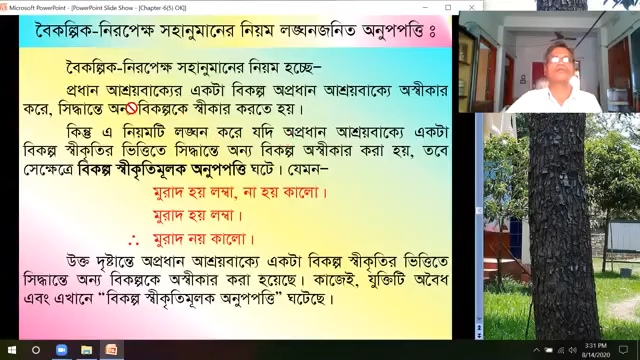 Microsoft PowerPoint
PowerPoint Slide Show - [Chapter-6(5) OK]
বৈকল্পিক-নিরপেক্ষ সহানুমানের নিয়ম লঙ্ঘনজনিত অনুপপত্তি ঃ
বৈকল্পিক-নিরপেক্ষ সহানুমানের নিয়ম হচ্ছে–
প্রধান আশ্রয়বাক্যের একটা বিকল্প অপ্রধান আশ্রয়বাক্যে অস্বীকার
করে, সিদ্ধান্তে অন্য বিকল্পকে স্বীকার করতে হয়।
কিন্তু এ নিয়মটি লঙ্ঘন করে যদি অপ্রধান আশ্রয়বাক্যে একটা
বিকল্প স্বীকৃতির ভিত্তিতে সিদ্ধান্তে অন্য বিকল্প অস্বীকার করা হয়, তবে
সেক্ষেত্রে বিকল্প স্বীকৃতিমূলক অনুপপত্তি ঘটে। যেমন–
মুরাদ হয় লম্বা, না হয় কালো।
মুরাদ হয় লম্বা।
∴ মুরাদ নয় কালো।
উক্ত দৃষ্টান্তে অপ্রধান আশ্রয়বাক্যে একটা বিকল্প স্বীকৃতির ভিত্তিতে
সিদ্ধান্তে অন্য বিকল্পকে অস্বীকার করা হয়েছে। কাজেই, যুক্তিটি অবৈধ
এবং এখানে “বিকল্প স্বীকৃতিমূলক অনুপপত্তি” ঘটেছে।
3:31 PM
8/14/2020